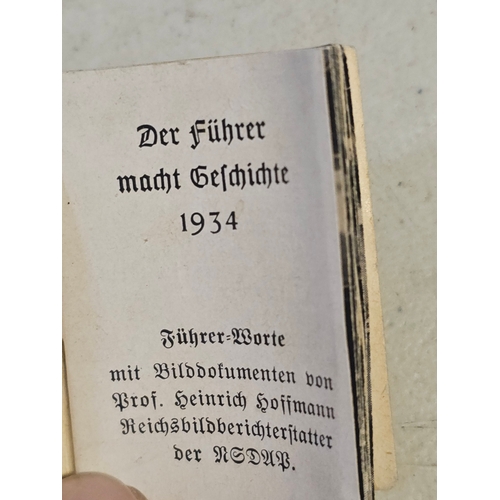 Der Führer
macht Geſchichte
1934
Führer-Worte
mit Bilddokumenten von
Prof. Heinrich Hoffmann
Reichsbildberichterſtatter
der NSDAP.